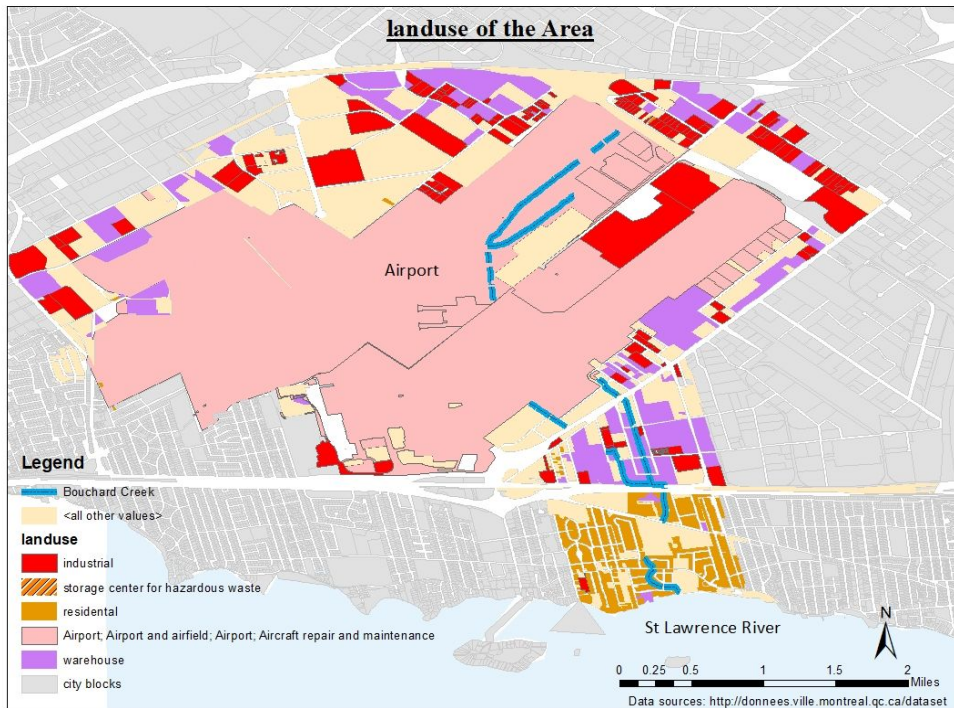 landuse of the Area
Airport
Legend
Bouchard Creek
<all other values>
landuse
industrial
storage center for hazardous waste
residental
Airport; Airport and airfield; Airport; Aircraft repair and maintenance
warehouse
city blocks
St Lawrence River
N
0 0.25 0.5 1 1.5 2
Miles
Data sources: http://donnees.ville.montreal.qc.ca/dataset